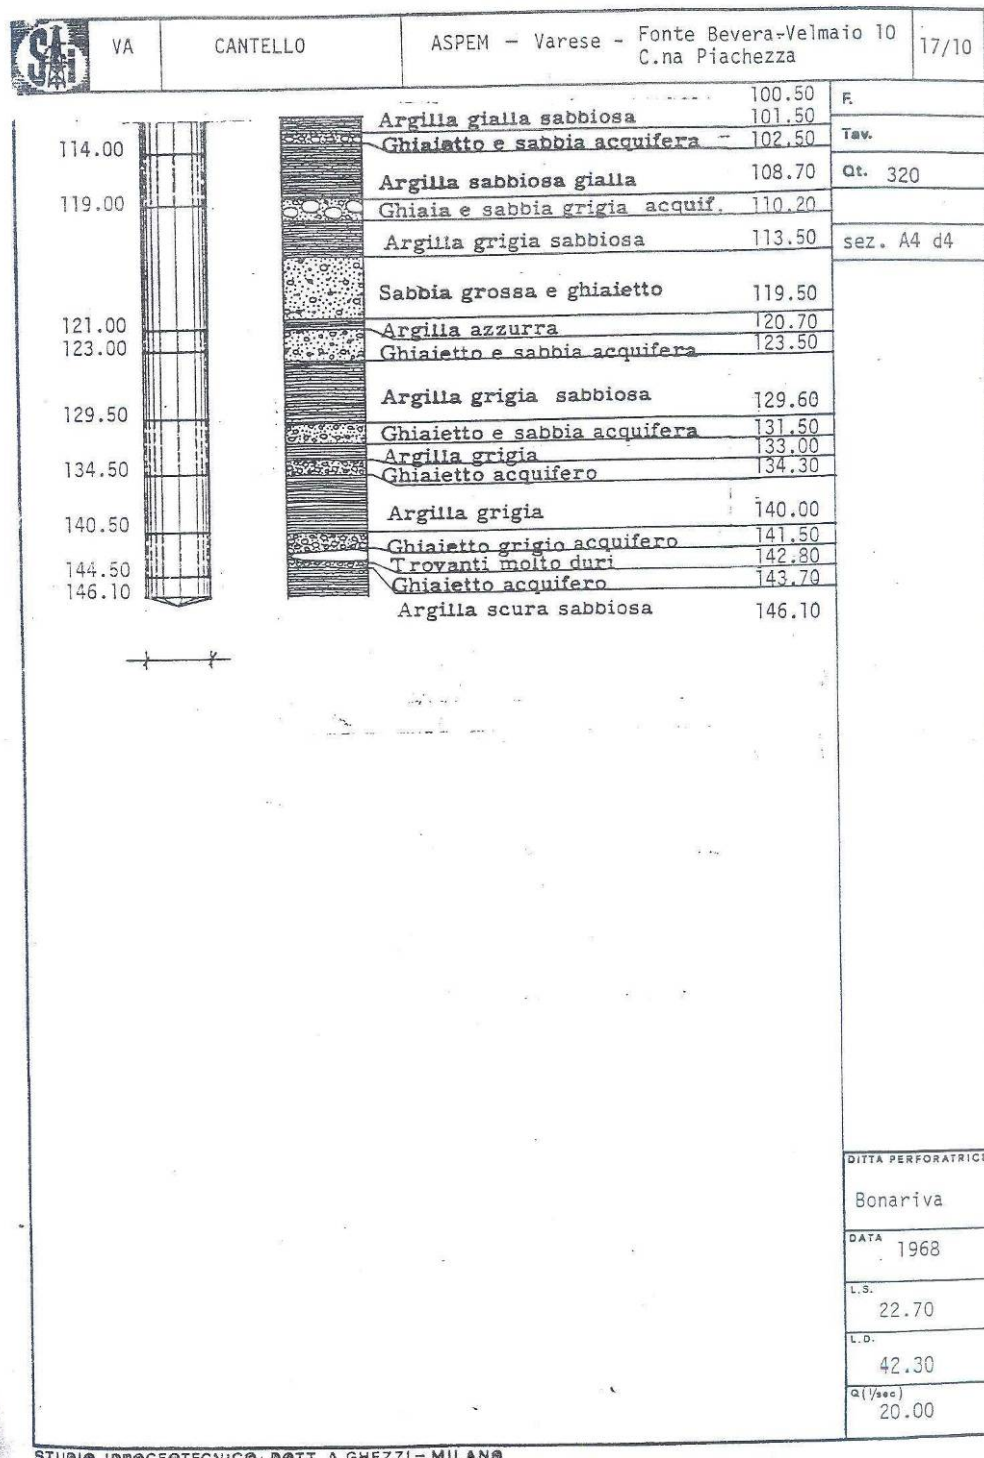 SAI VA CANTELLO ASPEM — Varese - Fonte Bevera-Velmaio 10 17/10
C.na Piachezza
100.50 F.
Argilla gialla sabbiosa 101.50
Ghiaietto e sabbia acquifera - 102.50 Tav.
114.00
Argilla sabbiosa gialla 108.70 Qt. 320
119.00 Ghiaia e sabbia grigia acquif. 110.20
Argilla grigia sabbiosa 113.50 sez. A4 d4
Sabbia grossa e ghiaietto 119.50
121.00 Argilla azzurra 120.70
123.00 Ghiaietto e sabbia acquifera 123.50
Argilla grigia sabbiosa 129.60
129.50
Ghiaietto e sabbia acquifera 131.50
Argilla grigia 133.00
134.50 Ghiaietto acquifero 134.30
Argilla grigia 140.00
140.50
Ghiaietto grigio acquifero 141.50
Trovanti molto duri 142.80
144.50
146.10 Ghiaietto acquifero 143.70
Argilla scura sabbiosa 146.10
DITTA PERFORATRICE
Bonariva
DATA 1968
L.S.
22.70
L.D.
42.30
Q(l/sec)
20.00
STUDIO IDROGEOTECNICO: DOTT. A GHEZZI - MILANO